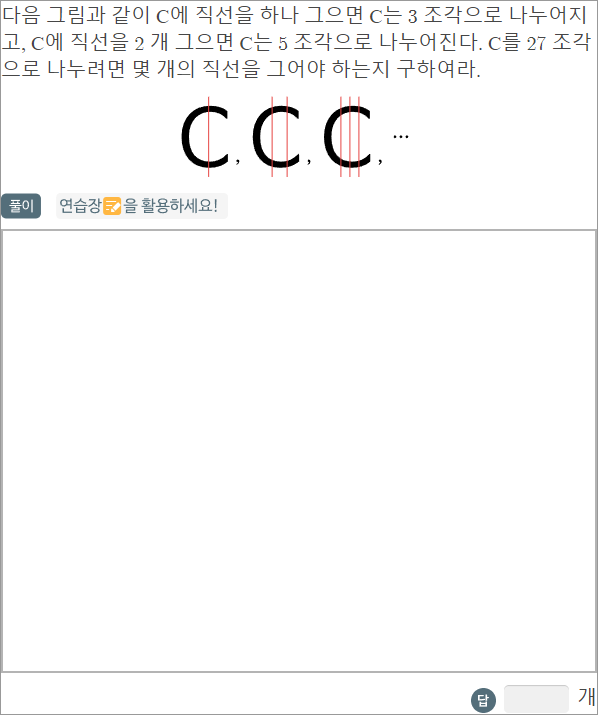 다음 그림과 같이 C에 직선을 하나 그으면 C는 3 조각으로 나누어지
고, C에 직선을 2 개 그으면 C는 5 조각으로 나누어진다. C를 27 조각
으로 나누려면 몇 개의 직선을 그어야 하는지 구하여라.
C, C, C, ···
풀이 연습장을 활용하세요!
답 개